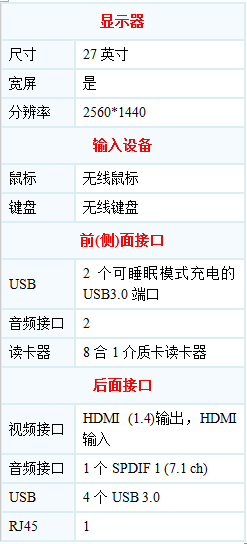 显示器
尺寸 27 英寸
宽屏 是
分辨率 2560*1440
输入设备
鼠标 无线鼠标
键盘 无线键盘
前(侧)面接口
USB 2 个可睡眠模式充电的
USB3.0 端口
音频接口 2
读卡器 8 合 1 介质卡读卡器
后面接口
视频接口 HDMI (1.4)输出，HDMI
输入
音频接口 1 个 SPDIF 1 (7.1 ch)
USB 4 个 USB 3.0
RJ45 1